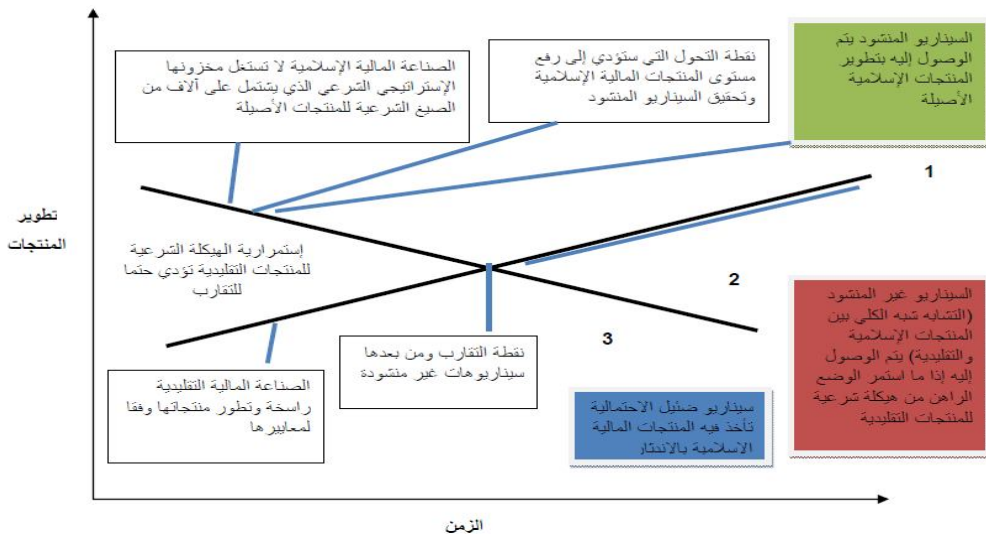 السيناريو المنشود يتم
الوصول إليه بتطوير
المنتجات الإسلامية
الأصيلة
نقطة التحول التي ستؤدي إلى رفع
مستوى المنتجات المالية الإسلامية
وتحقيق السيناريو المنشود
الصناعة المالية الإسلامية لا تستغل مخزونها
الإستراتيجي الشرعي الذي يشتمل على آلاف من
الصيغ الشرعية للمنتجات الأصيلة
1
تطوير
المنتجات
إستمرارية الهيكلة الشرعية
للمنتجات التقليدية تؤدي حتما
للتقارب
2
السيناريو غير المنشود
(التشابه شبه الكلي بين
المنتجات الإسلامية
والتقليدية) يتم الوصول
إليه إذا ما استمر الوضع
الراهن من هيكلة شرعية
للمنتجات التقليدية
3
نقطة التقارب ومن بعدها
سيناريوهات غير منشودة
الصناعة المالية التقليدية
راسخة وتطور منتجاتها وفقا
لمعاييرها
سيناريو ضئيل الاحتمالية
تأخذ فيه المنتجات المالية
الاسلامية بالاندثار
الزمن